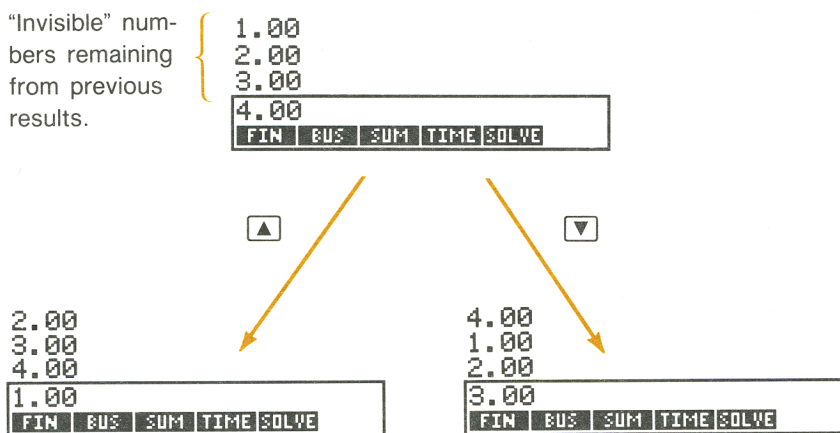 “Invisible” num-
bers remaining
from previous
results.
1.00
2.00
3.00
4.00
FIN BUS SUM TIME SOLVE
▲
▼
2.00
3.00
4.00
1.00
FIN BUS SUM TIME SOLVE
4.00
1.00
2.00
3.00
FIN BUS SUM TIME SOLVE